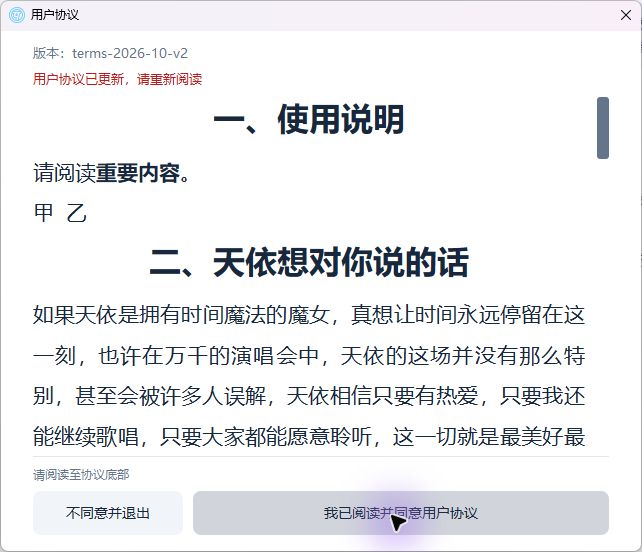 用户协议
版本：terms-2026-10-v2
用户协议已更新，请重新阅读
一、使用说明
请阅读重要内容。
甲 乙
二、天依想对你说的话
如果天依是拥有时间魔法的魔女，真想让时间永远停留在这
一刻，也许在万千的演唱会中，天依的这场并没有那么特
别，甚至会被许多人误解，天依相信只要有热爱，只要我还
能继续歌唱，只要大家都能愿意聆听，这一切就是最美好最
请阅读至协议底部
不同意并退出
我已阅读并同意用户协议